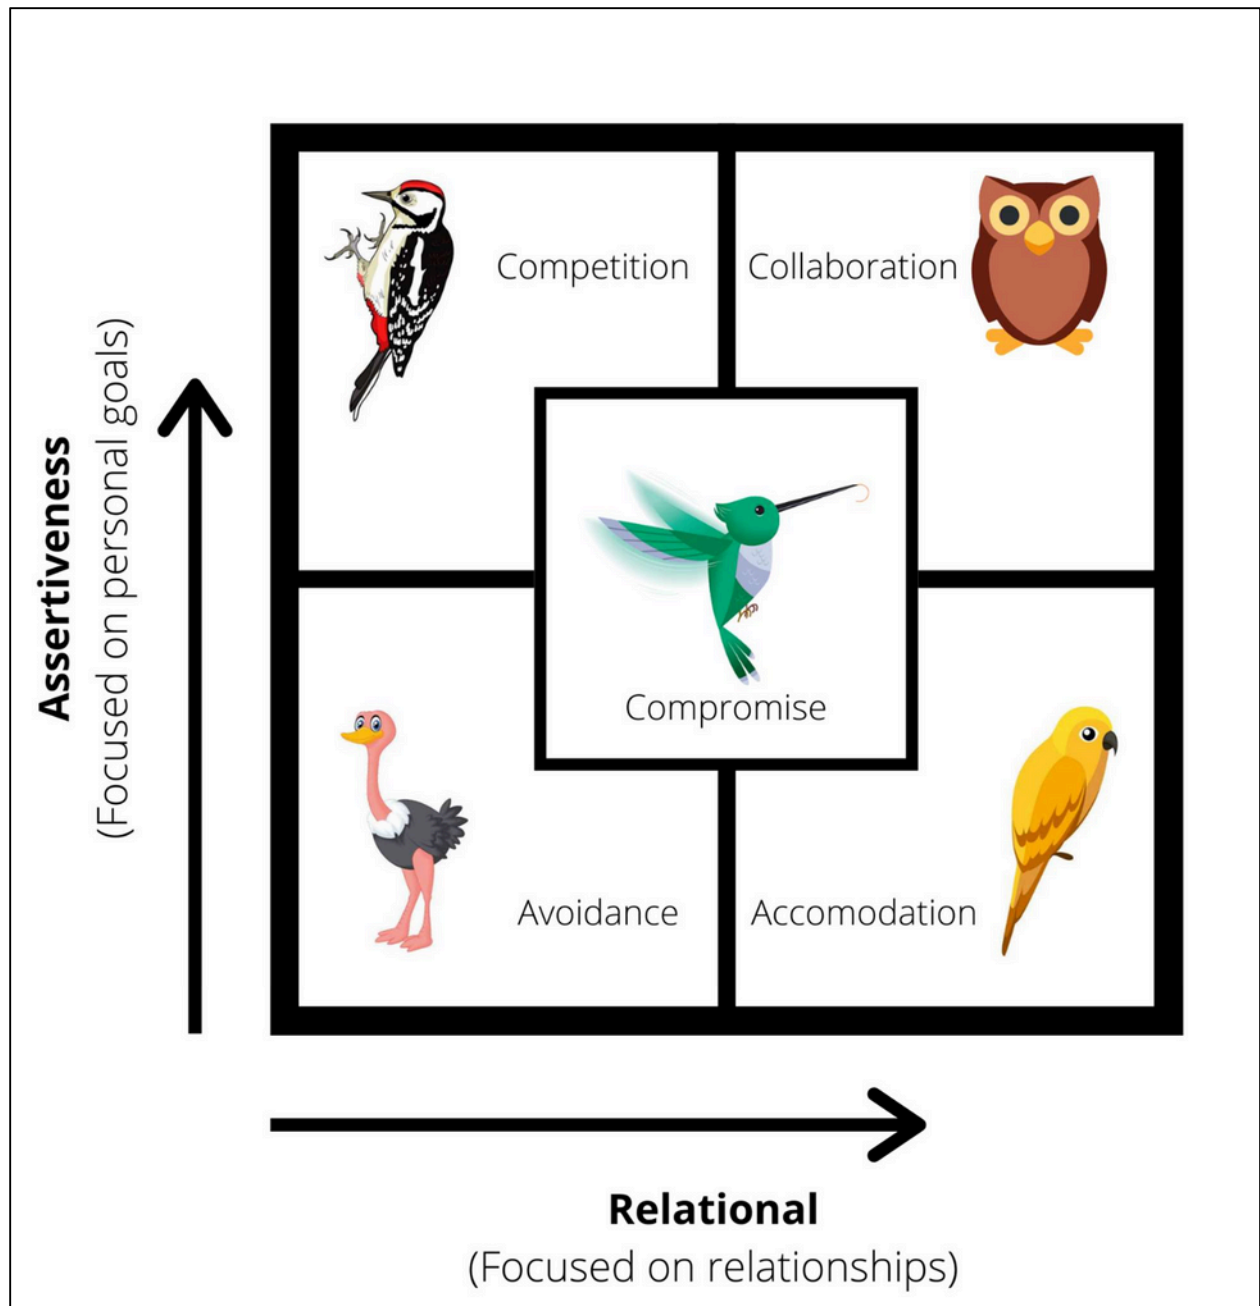 Assertiveness
(Focused on personal goals)
Competition
Collaboration
Compromise
Avoidance
Accomodation
Relational
(Focused on relationships)